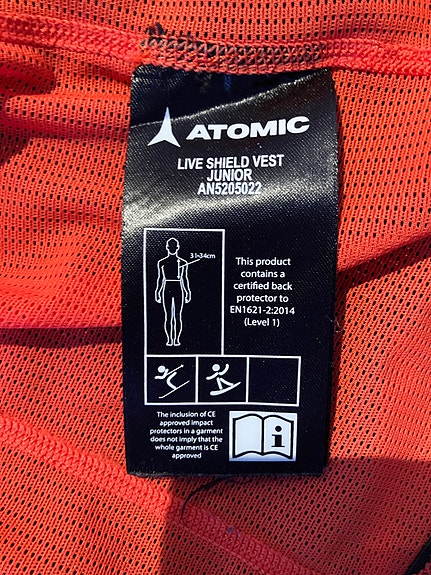 ATOMIC
LIVE SHIELD VEST
JUNIOR
AN5205022
31-34cm
This product
contains a
certified back
protector to
EN1621-2:2014
(Level 1)
The inclusion of CE
approved impact
protectors in a garment
does not imply that the
whole garment is CE
approved
i